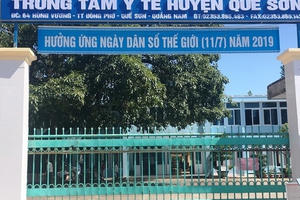 TRUNG TÂM Y TẾ HUYỆN QUẾ SƠN
ĐC: 64 HÙNG VƯƠNG - TT ĐÔNG PHÚ - QUẾ SƠN - QUẢNG NAM
HƯỞNG ỨNG NGÀY DÂN SỐ THẾ GIỚI (11/7) NĂM 2019